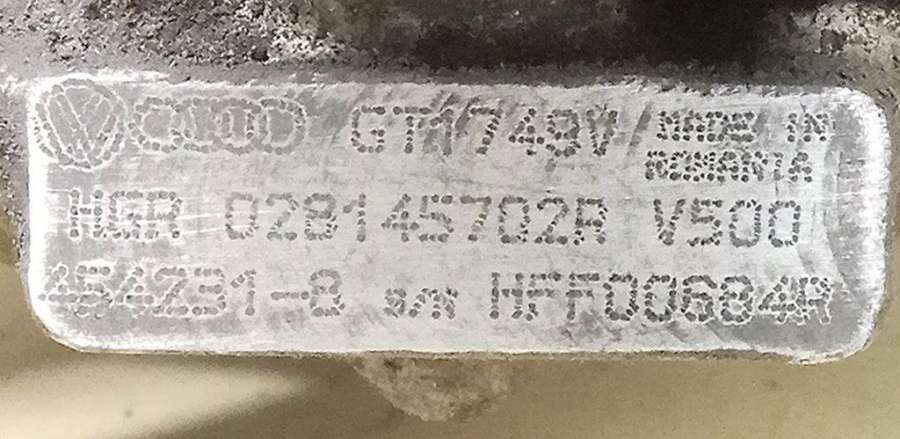 GT1749V MADE IN
ROMANIA
HGR 028145702R V500
454231-8 s/n HFF00684R